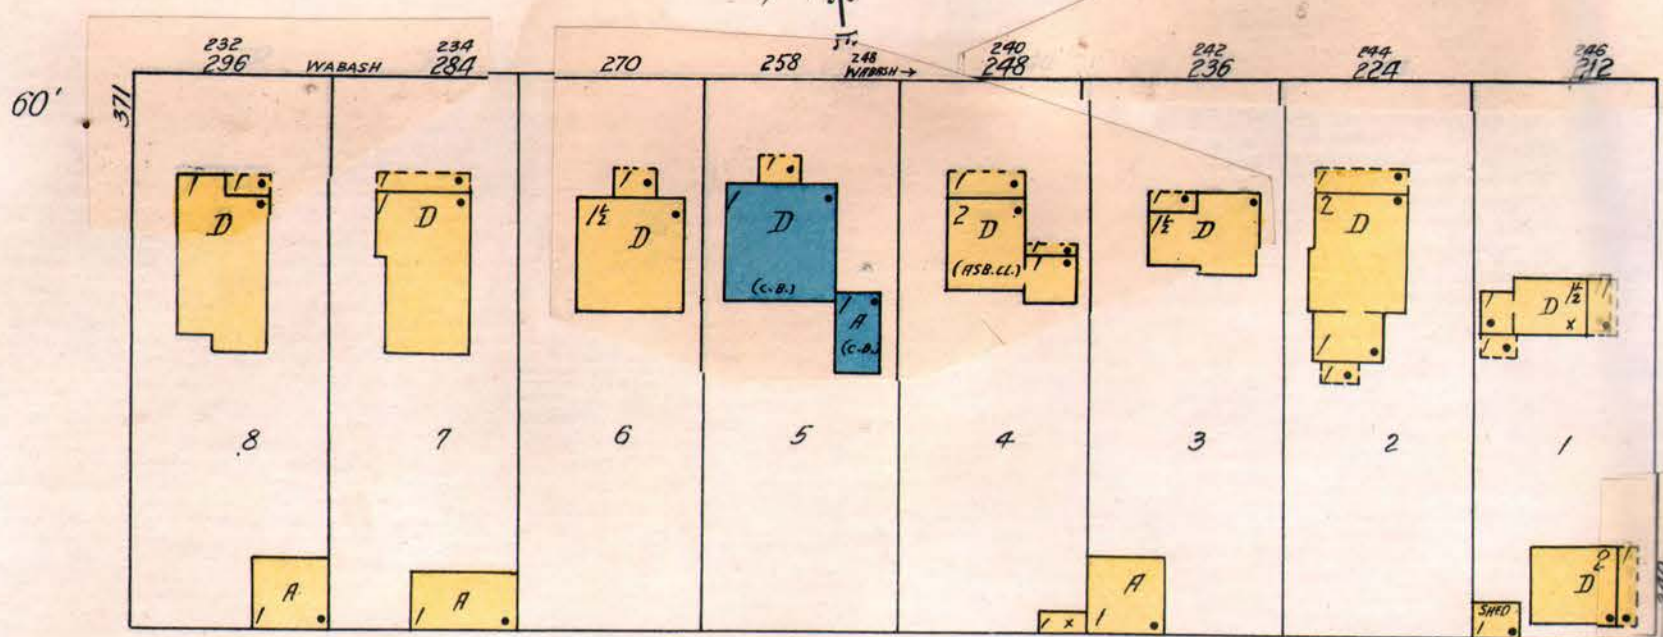 232 234 240 242 244 246
296 WABASH 284 270 258 248 WABASH → 248 236 224 212
60'
371
1 1 D
1 1 D
1 1½ D
1 1 D (C.B.)
1 A (C.B.)
1 2 D (ASB.CL.)
1 1
1 1½ D
1 2 D 1
1 D 1½ x
8 7 6 5 4 3 2 1
A 1
A 1
1 x
A 1
SHED 1
D 2 1